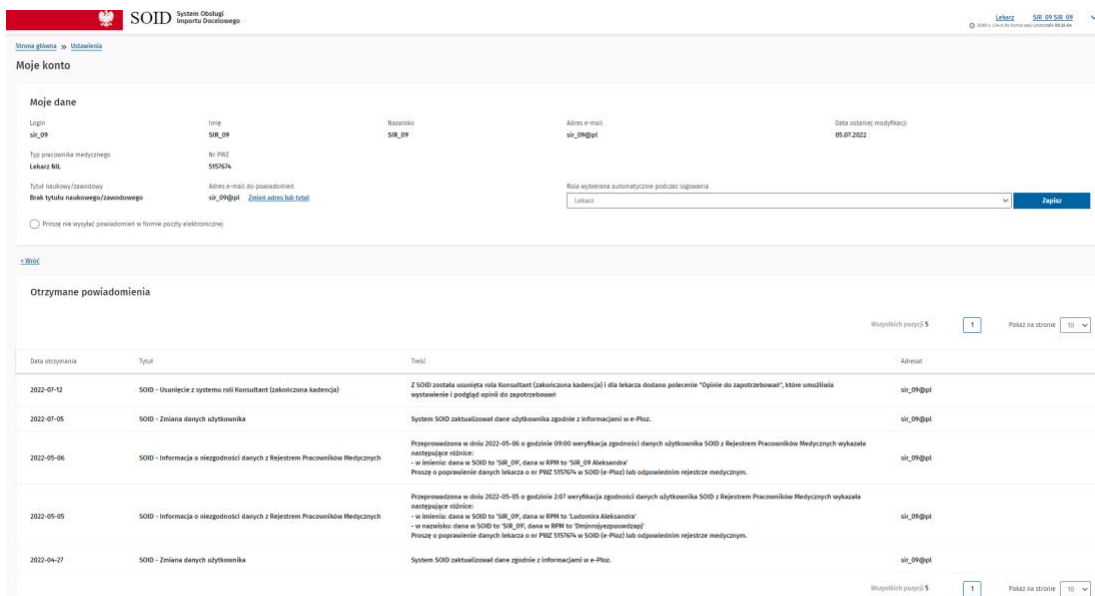 SOID System Obsługi
Importu Docelowego
Lekarz SIR_09 SIR_09
Strona główna >> Ustawienia
Moje konto
Moje dane
Login Imię Nazwisko Adres e-mail Data ostaniej modyfikacji
sir_09 SIR_09 SIR_09 sir_09@pl 05.07.2022
Typ pracownika medycznego Nr PWZ
Lekarz NIL 5157674
Tytuł naukowy/zawodowy Adres e-mail do powiadomień Rola wybierana automatycznie podczas logowania
Brak tytułu naukowego/zawodowego sir_09@pl Zmień adres lub tytuł Lekarz Zapisz
Proszę nie wysyłać powiadomień w formie poczty elektronicznej
< Wróć
Otrzymane powiadomienia
Wszystkich pozycji 5 1 Pokaż na stronie 10
Data otrzymania Tytuł Treść Adresat
2022-07-12 SOID - Usunięcie z systemu roli Konsultant (zakończona kadencja) Z SOID została usunięta rola Konsultant (zakończona kadencja) i dla lekarza dodano polecenie "Opinie do zapotrzebowań", które umożliwia sir_09@pl
wystawienie i podgląd opinii do zapotrzebowań
2022-07-05 SOID - Zmiana danych użytkownika System SOID zaktualizował dane użytkownika zgodnie z informacjami w e-Płoz. sir_09@pl
Przeprowadzona w dniu 2022-05-06 o godzinie 09:00 weryfikacja zgodności danych użytkownika SOID z Rejestrem Pracowników Medycznych wykazała
następujące różnice:
2022-05-06 SOID - Informacja o niezgodności danych z Rejestrem Pracowników Medycznych - w imieniu: dana w SOID to 'SIR_09', dana w RPM to 'SIR_09 Aleksandra' sir_09@pl
Proszę o poprawienie danych lekarza o nr PWZ 5157674 w SOID (e-Płoz) lub odpowiednim rejestrze medycznym.
Przeprowadzona w dniu 2022-05-05 o godzinie 2:07 weryfikacja zgodności danych użytkownika SOID z Rejestrem Pracowników Medycznych wykazała
następujące różnice:
2022-05-05 SOID - Informacja o niezgodności danych z Rejestrem Pracowników Medycznych - w imieniu: dana w SOID to 'SIR_09', dana w RPM to 'Ludomira Aleksandra' sir_09@pl
- w nazwisku: dana w SOID to 'SIR_09', dana w RPM to
Proszę o poprawienie danych lekarza o nr PWZ 5157674 w SOID (e-Płoz) lub odpowiednim rejestrze medycznym.
2022-04-27 SOID - Zmiana danych użytkownika System SOID zaktualizował dane zgodnie z informacjami w e-Płoz. sir_09@pl
Wszystkich pozycji 5 1 Pokaż na stronie 10